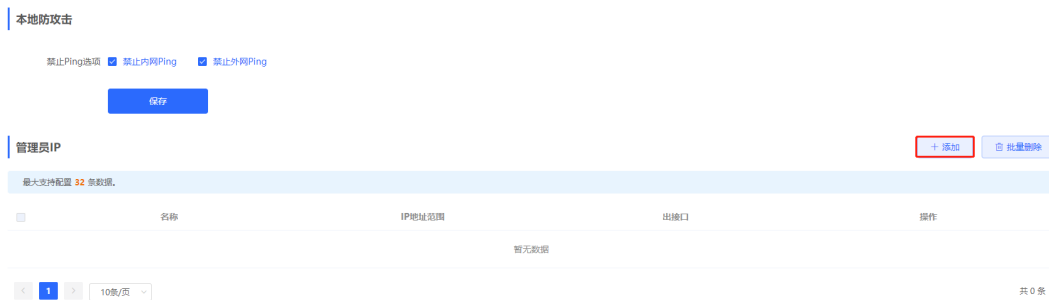 本地防攻击
禁止Ping选项 禁止内网Ping 禁止外网Ping
保存
管理员IP
+ 添加 批量删除
最大支持配置 32 条数据。
名称 IP地址范围 出接口 操作
暂无数据
< 1 > 10条/页 共 0 条